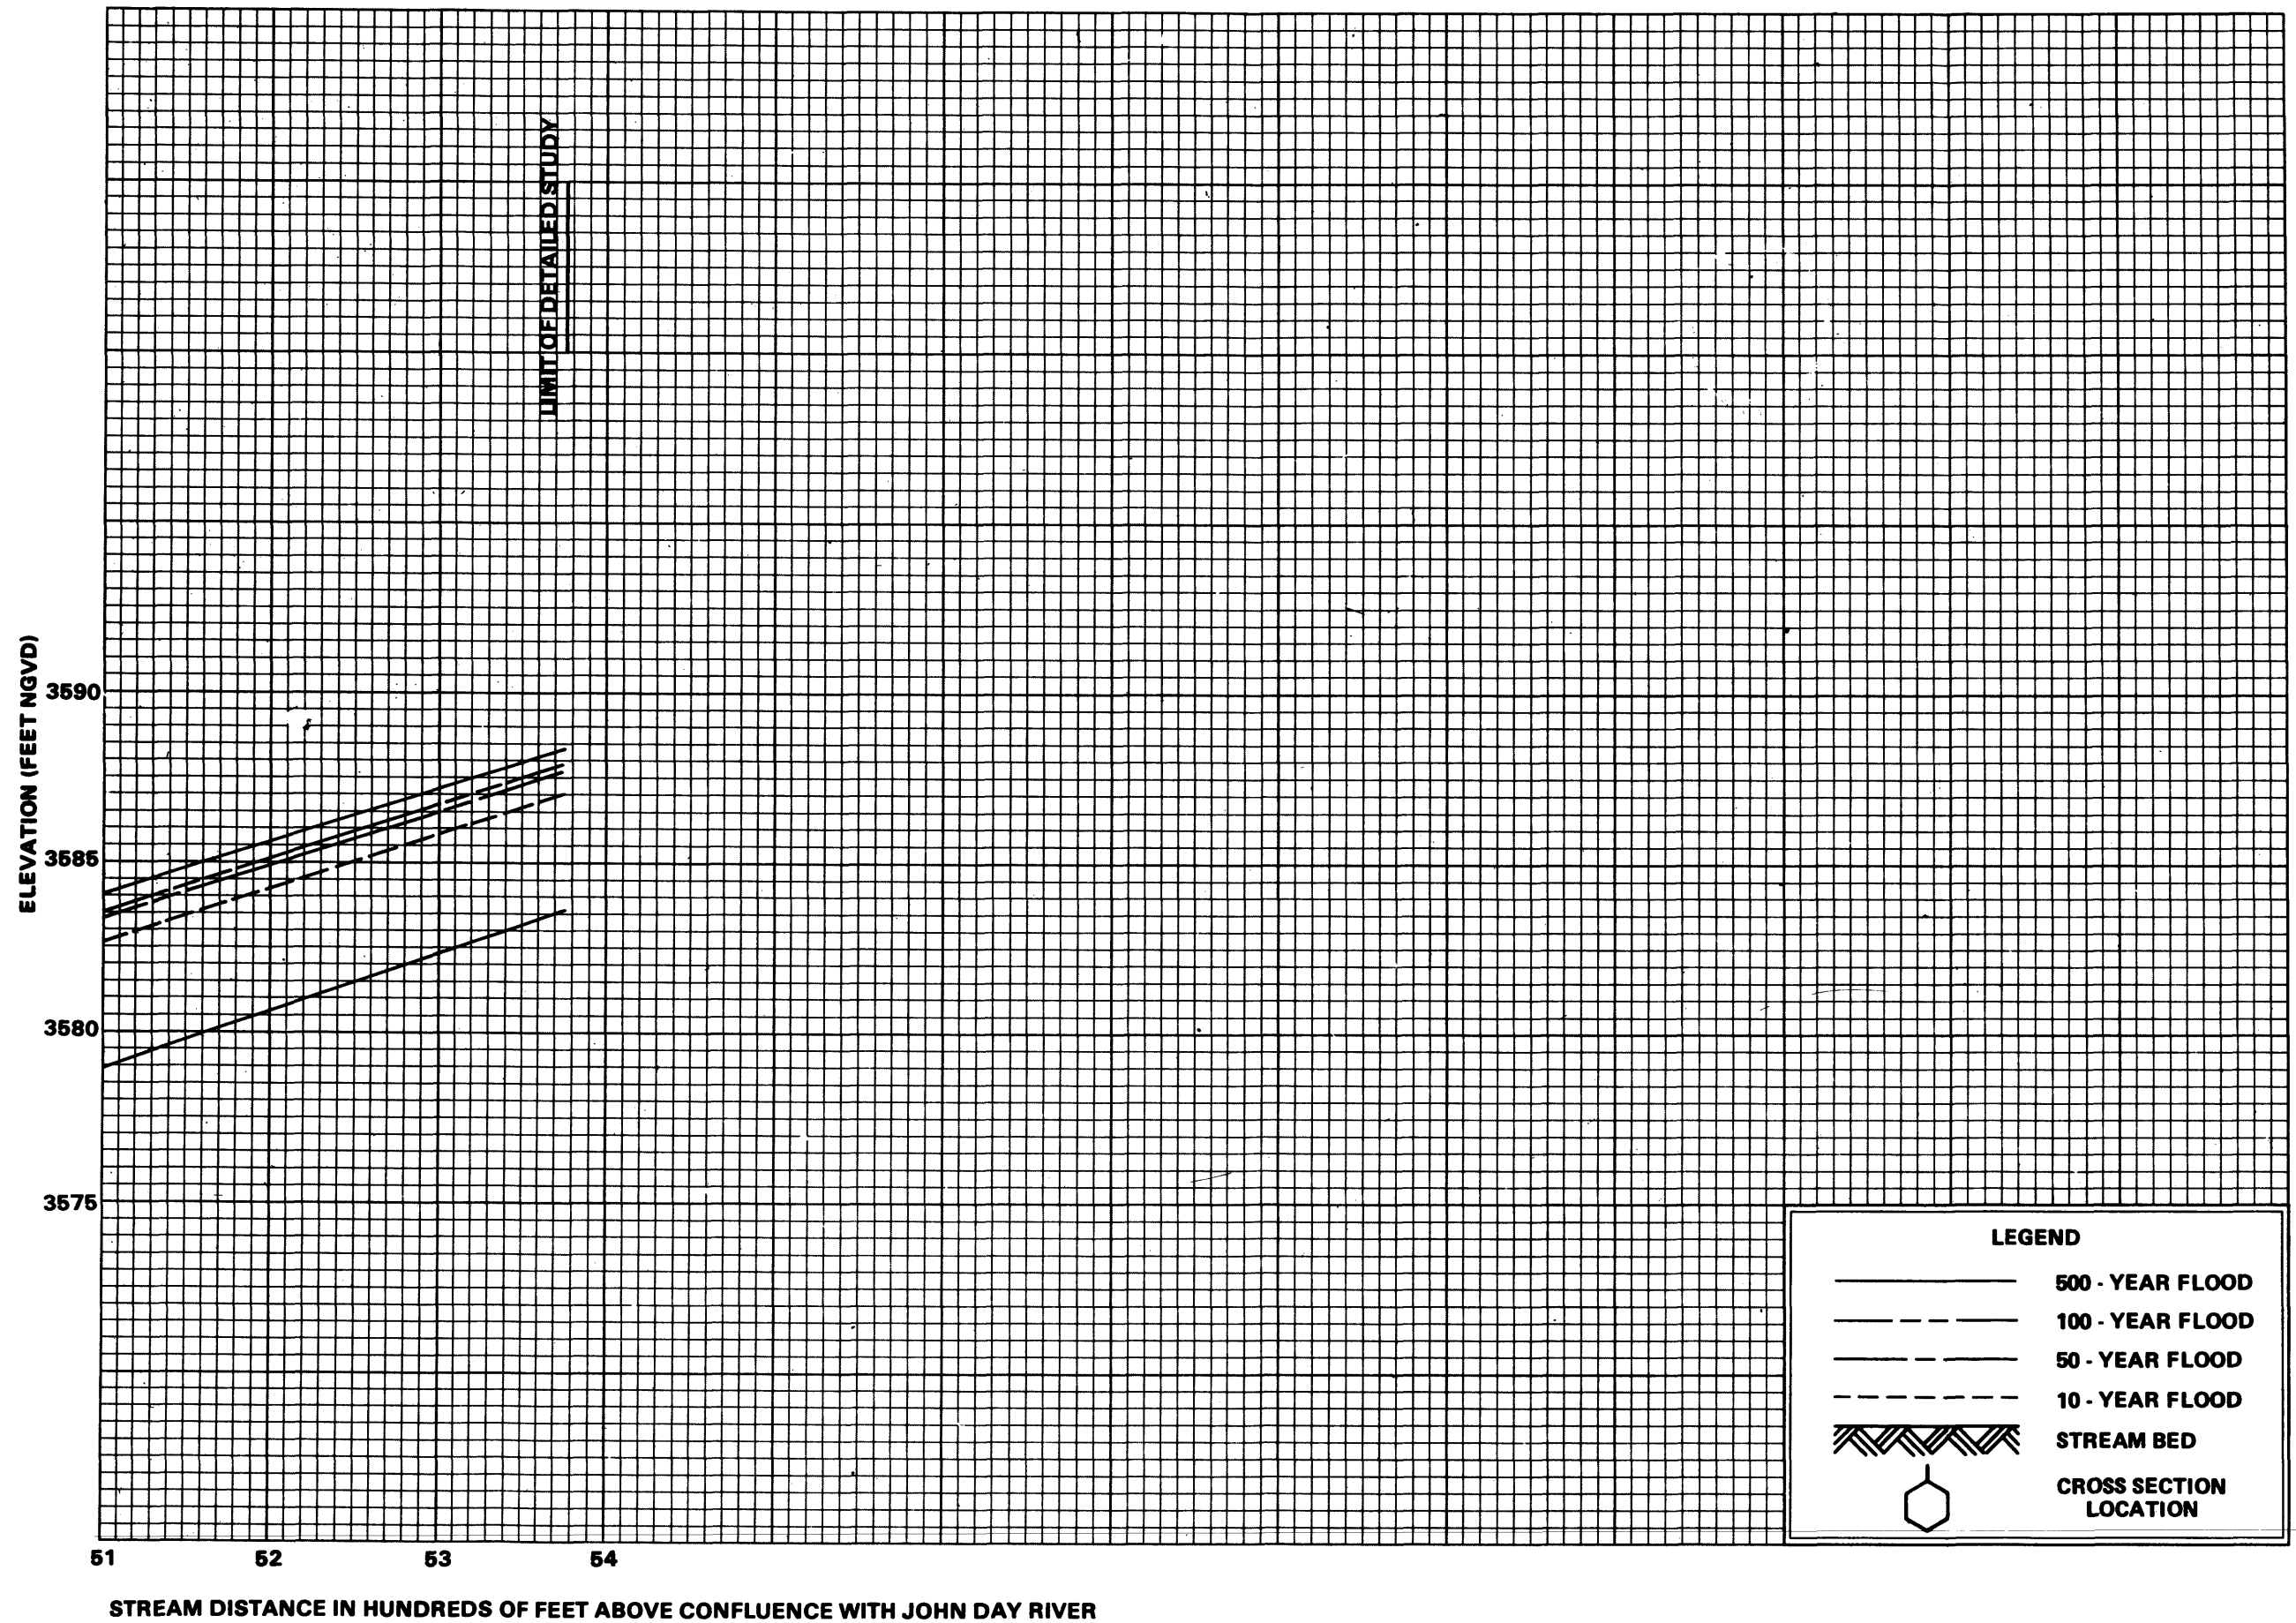 LIMIT OF DETAILED STUDY
ELEVATION (FEET NGVD)
3590
3585
3580
3575
51 52 53 54
STREAM DISTANCE IN HUNDREDS OF FEET ABOVE CONFLUENCE WITH JOHN DAY RIVER
LEGEND
500 - YEAR FLOOD
100 - YEAR FLOOD
50 - YEAR FLOOD
10 - YEAR FLOOD
STREAM BED
CROSS SECTION
LOCATION